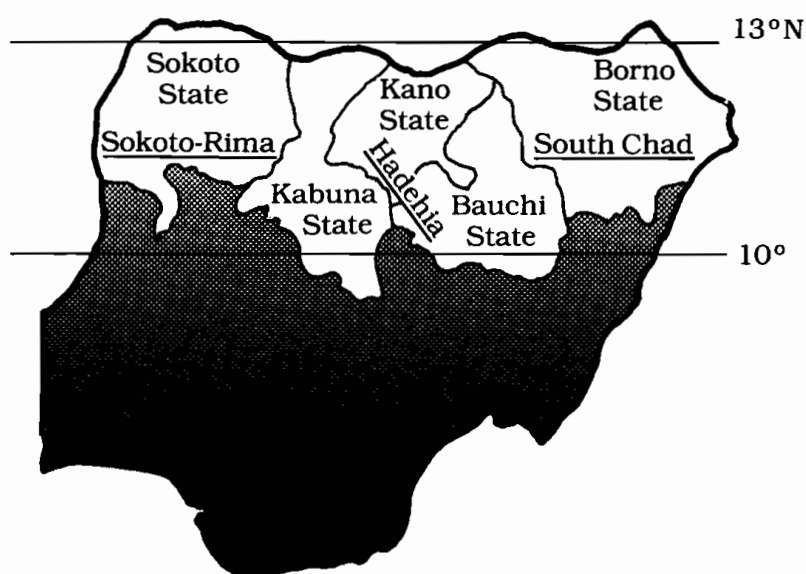 13°N
Sokoto
State
Sokoto-Rima
Kano
State
Hadehia
Borno
State
South Chad
Kabuna
State
Bauchi
State
10°